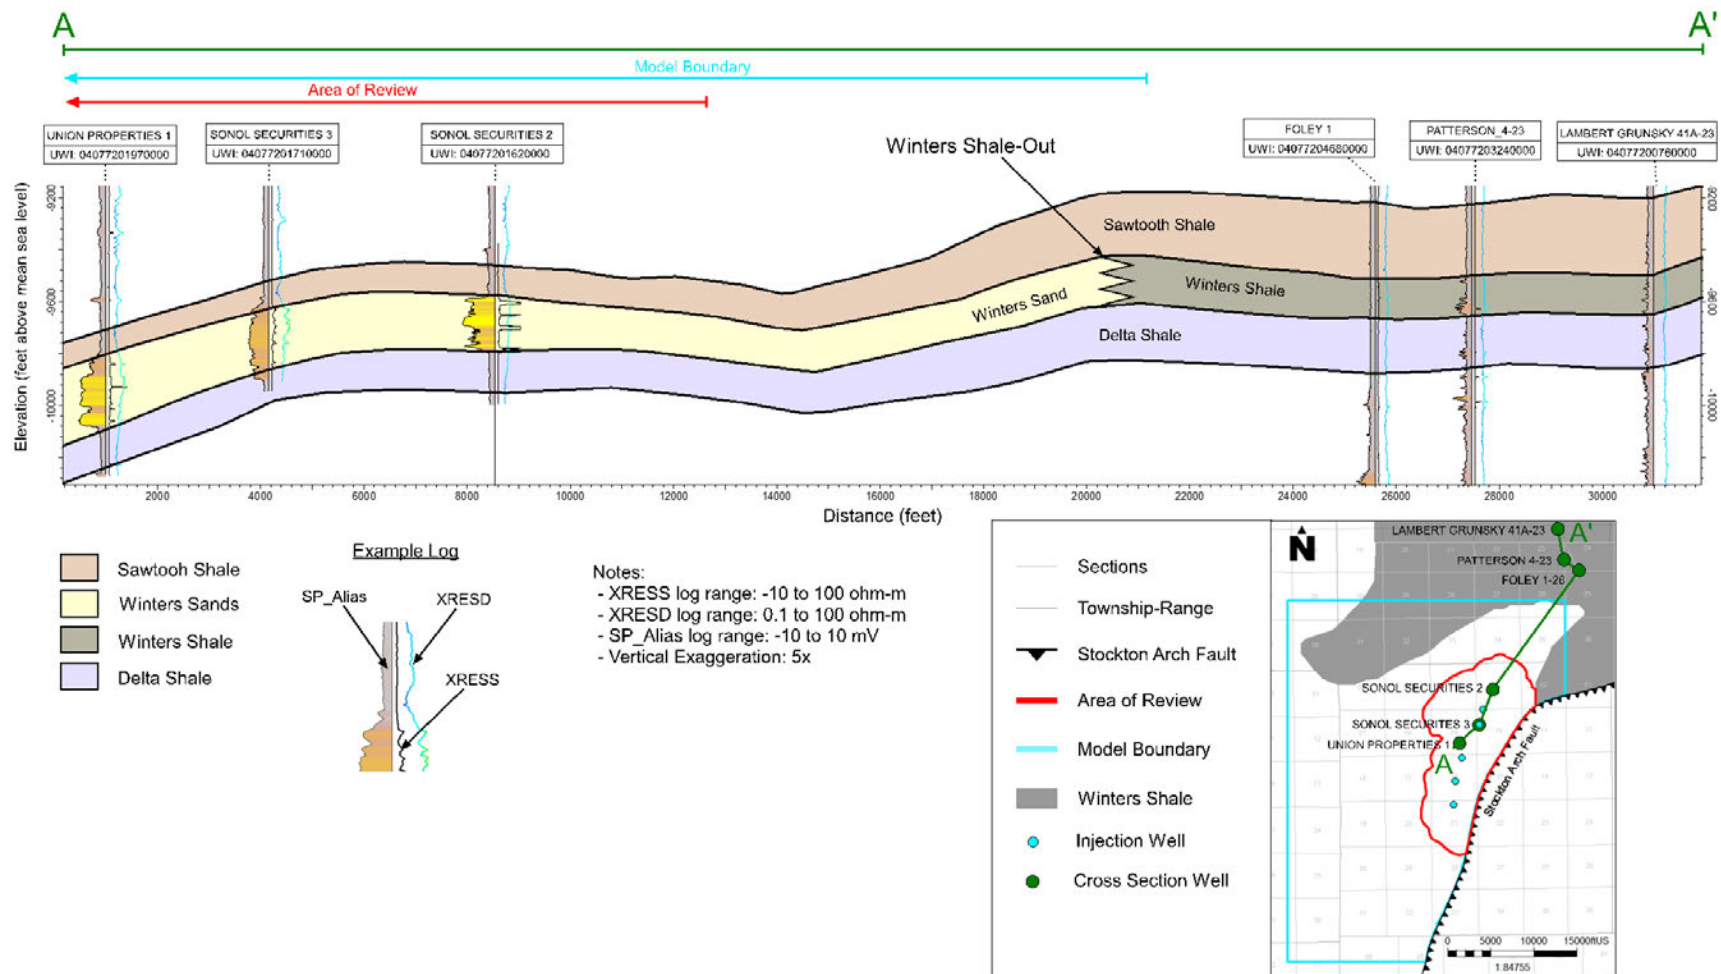 A
A'
Model Boundary
Area of Review
UNION PROPERTIES 1
UWI: 04077201970000
SONOL SECURITIES 3
UWI: 04077201710000
SONOL SECURITIES 2
UWI: 04077201620000
Winters Shale-Out
FOLEY 1
UWI: 04077204680000
PATTERSON_4-23
UWI: 04077203240000
LAMBERT GRUNSKY 41A-23
UWI: 04077200760000
Elevation (feet above mean sea level)
-9200
-9600
-10000
-9200
-9600
-10000
Sawtooth Shale
Winters Sand
Winters Shale
Delta Shale
2000 4000 6000 8000 10000 12000 14000 16000 18000 20000 22000 24000 26000 28000 30000
Distance (feet)
Sawtooh Shale
Winters Sands
Winters Shale
Delta Shale
Example Log
SP_Alias
XRESD
XRESS
Notes:
- XRESS log range: -10 to 100 ohm-m
- XRESD log range: 0.1 to 100 ohm-m
- SP_Alias log range: -10 to 10 mV
- Vertical Exaggeration: 5x
Sections
Township-Range
Stockton Arch Fault
Area of Review
Model Boundary
Winters Shale
Injection Well
Cross Section Well
N
LAMBERT GRUNSKY 41A-23
A'
PATTERSON 4-23
FOLEY 1-26
SONOL SECURITIES 2
SONOL SECURITES 3
UNION PROPERTIES 1
A
Stockton Arch Fault
0 5000 10000 15000ftUS
1:84755